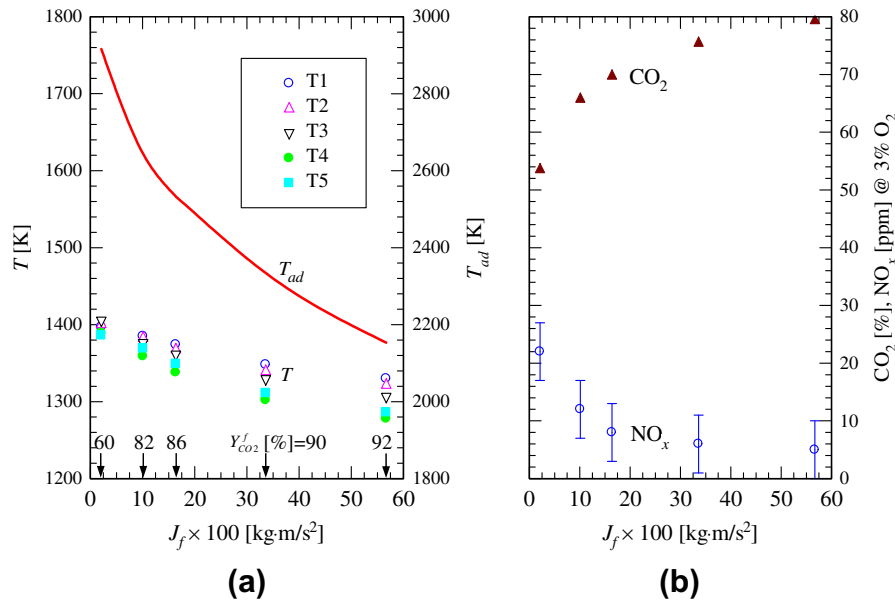 1800
1700
1600
1500
1400
1300
1200
T [K]
3000
2800
2600
2400
2200
2000
1800
T_ad [K]
T1
T2
T3
T4
T5
T_ad
T
60 82 86 Y^f_CO2 [%]=90 92
0 10 20 30 40 50 60
J_f × 100 [kg·m/s²]
(a)
80
70
60
50
40
30
20
10
0
CO₂ [%], NOₓ [ppm] @ 3% O₂
CO₂
NOₓ
0 10 20 30 40 50 60
J_f × 100 [kg·m/s²]
(b)